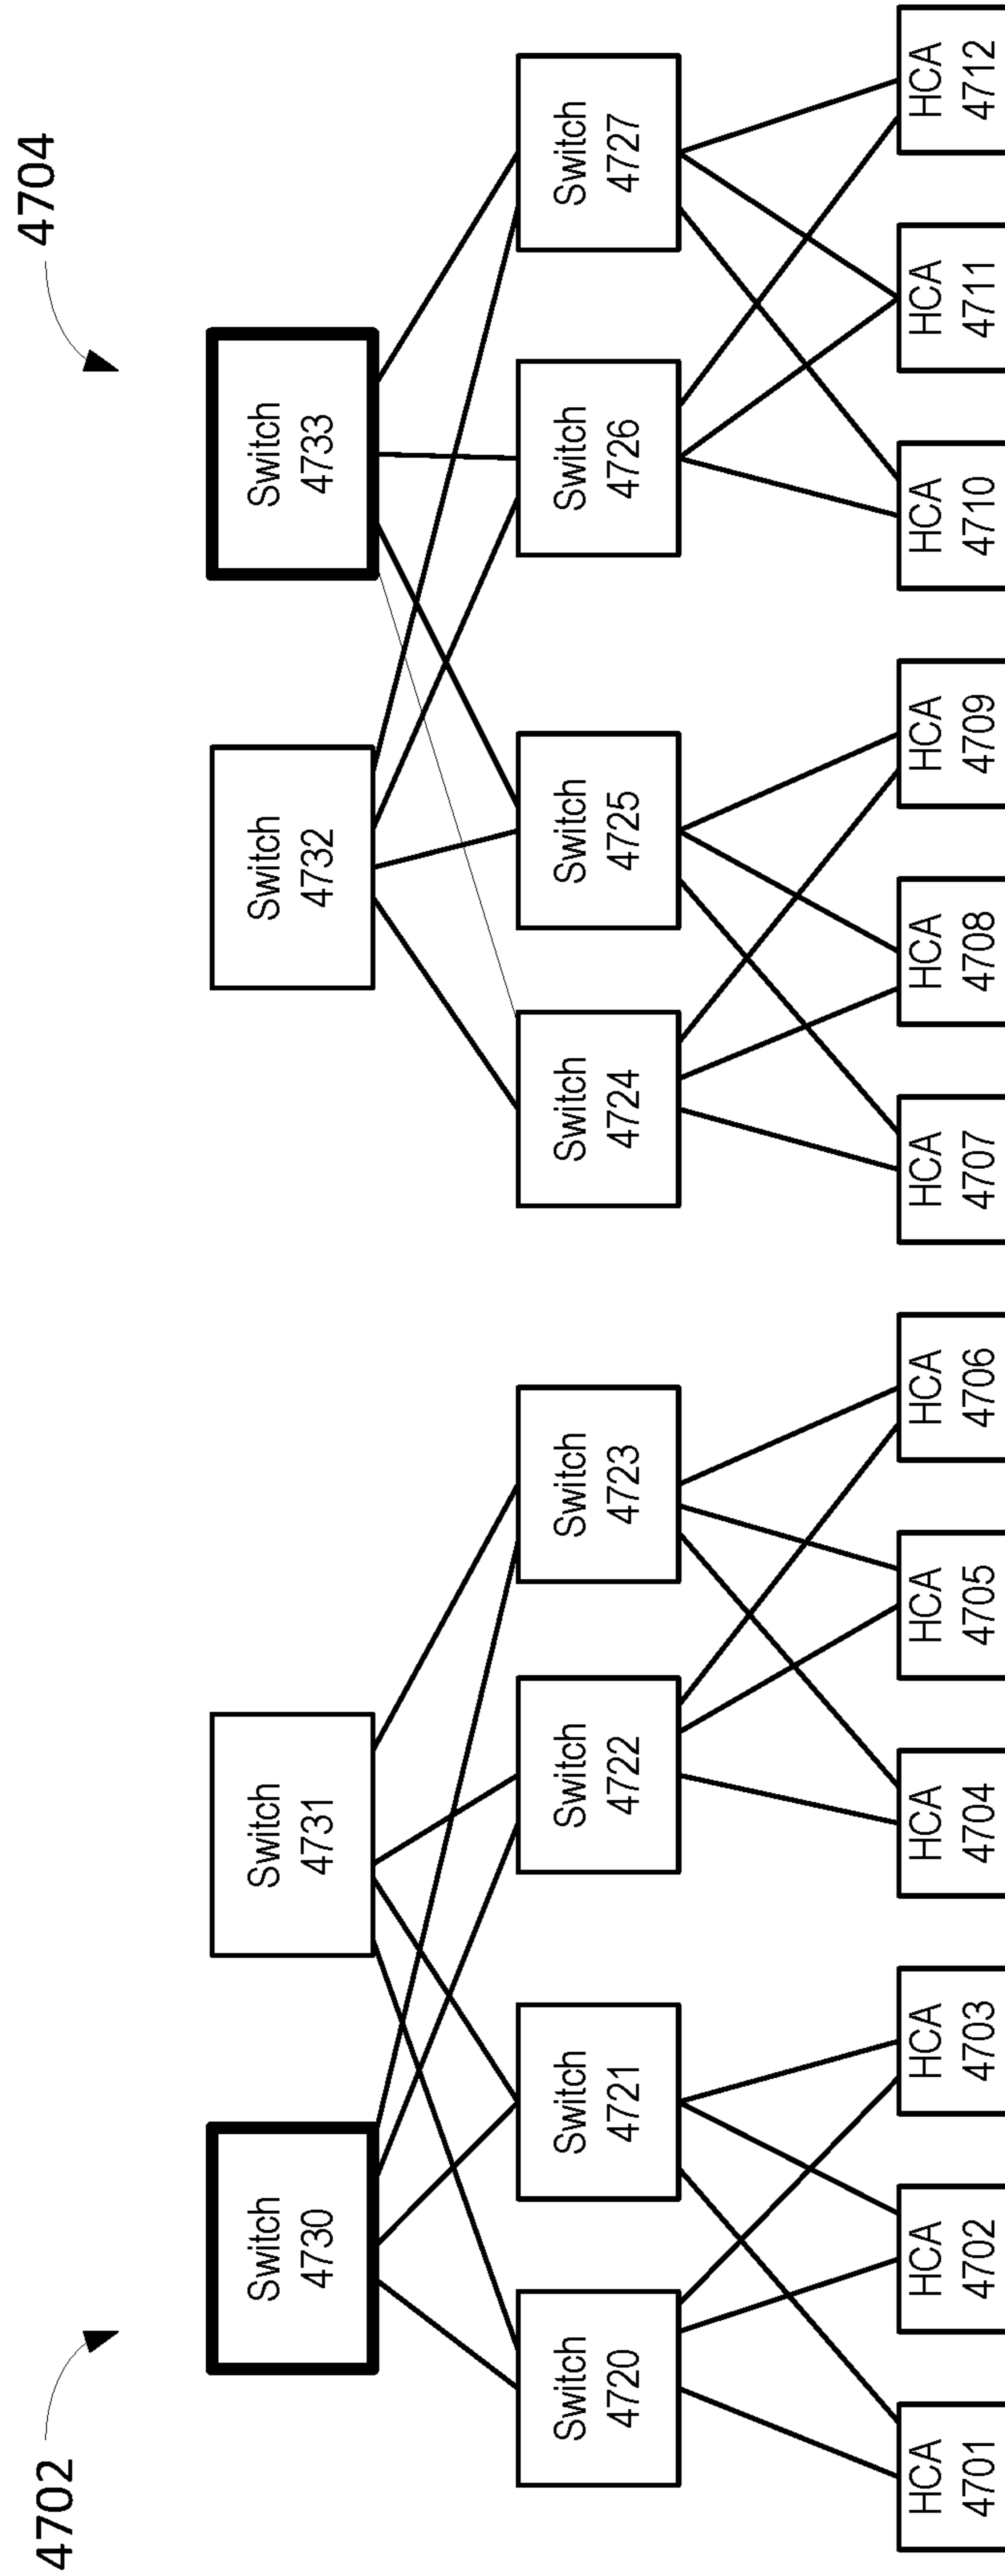 4702
4704
Switch
4730
Switch
4731
Switch
4732
Switch
4733
Switch
4720
Switch
4721
Switch
4722
Switch
4723
Switch
4724
Switch
4725
Switch
4726
Switch
4727
HCA
4701
HCA
4702
HCA
4703
HCA
4704
HCA
4705
HCA
4706
HCA
4707
HCA
4708
HCA
4709
HCA
4710
HCA
4711
HCA
4712